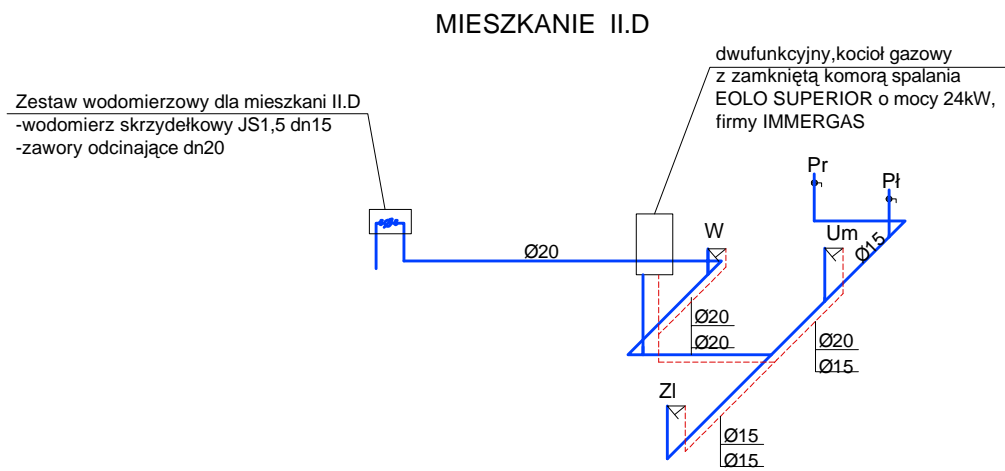 MIESZKANIE II.D
dwufunkcyjny,kocioł gazowy
z zamkniętą komorą spalania
EOLO SUPERIOR o mocy 24kW,
firmy IMMERGAS
Zestaw wodomierzowy dla mieszkani II.D
-wodomierz skrzydełkowy JS1,5 dn15
-zawory odcinające dn20
Pr
Pł
W
Um
Ø20
Ø15
Ø20
Ø20
Ø20
Ø15
Zl
Ø15
Ø15